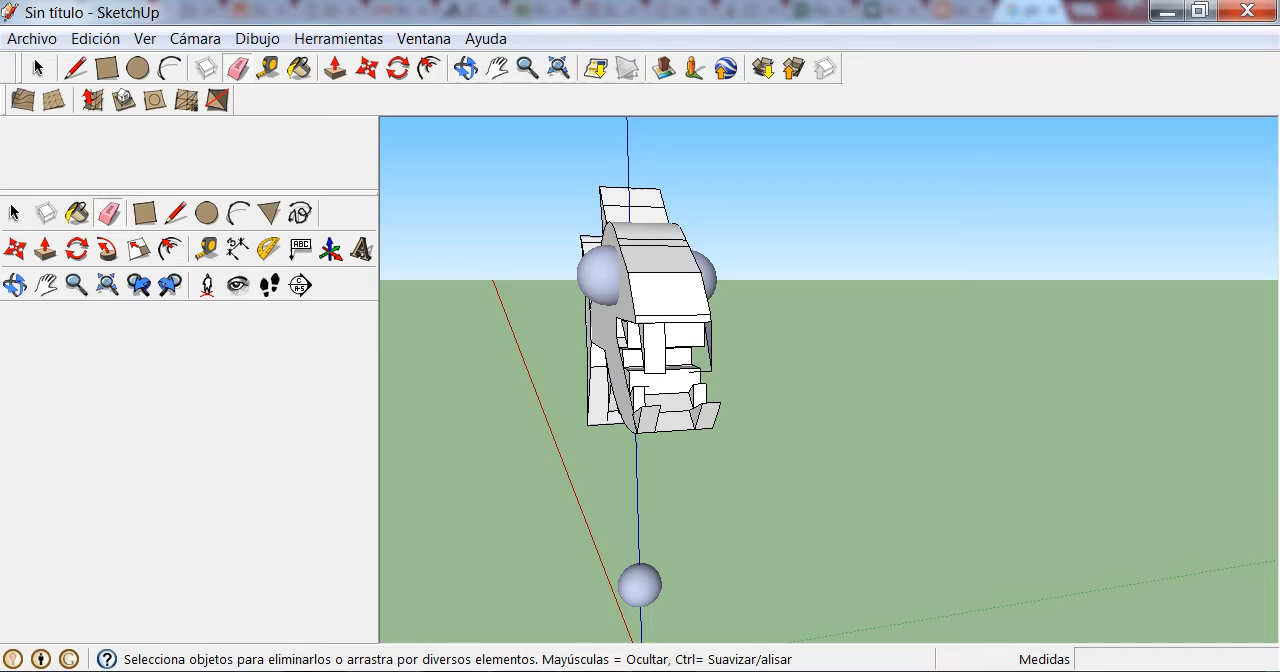 Sin título - SketchUp
Archivo Edición Ver Cámara Dibujo Herramientas Ventana Ayuda
ABC
Selecciona objetos para eliminarlos o arrastra por diversos elementos. Mayúsculas = Ocultar, Ctrl= Suavizar/alisar
Medidas